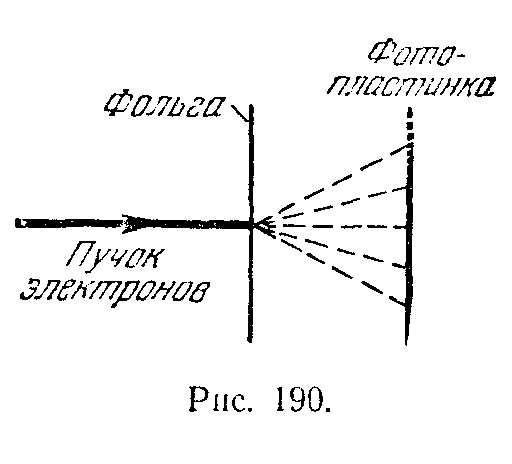 Фото-
пластинка
Фольга
Пучок
электронов
Рис. 190.